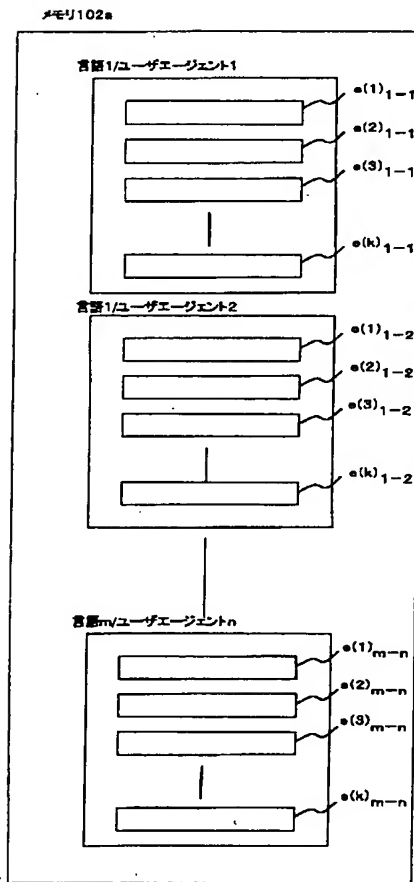 メモリ102a
言語1/ユーザエージェント1
e(1)1-1
e(2)1-1
e(3)1-1
e(k)1-1
言語1/ユーザエージェント2
e(1)1-2
e(2)1-2
e(3)1-2
e(k)1-2
言語m/ユーザエージェントn
e(1)m-n
e(2)m-n
e(3)m-n
e(k)m-n